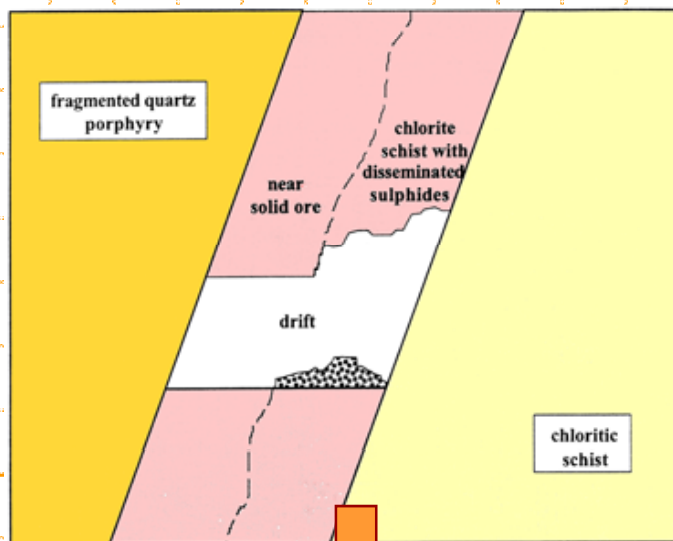 fragmented quartz
porphyry
chlorite
schist with
disseminated
sulphides
near
solid ore
drift
chloritic
schist